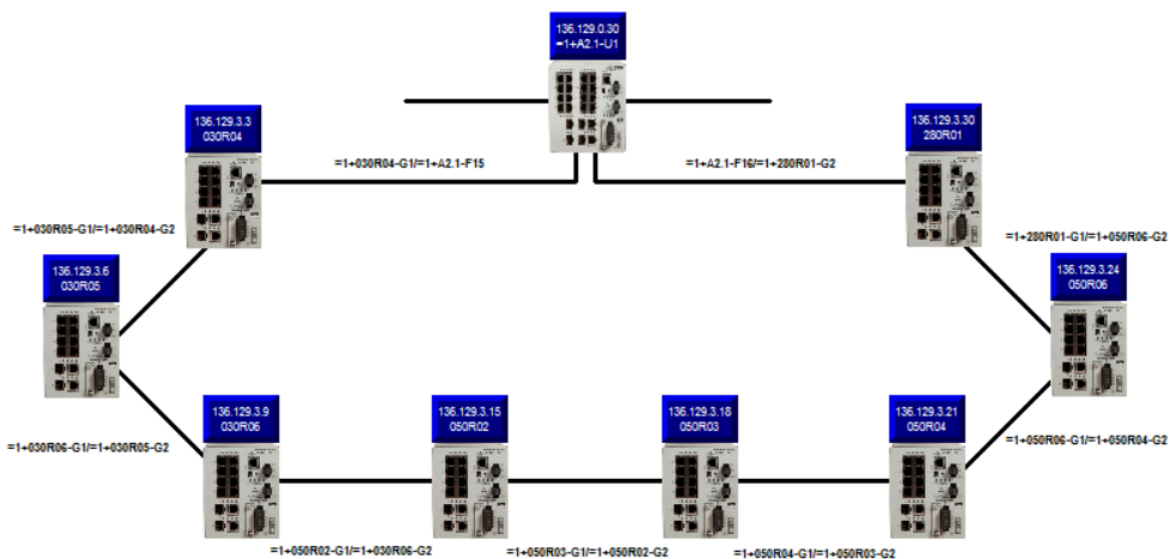 136.129.0.30
=1+A2.1-U1
136.129.3.3
030R04
136.129.3.30
280R01
=1+030R04-G1/=1+A2.1-F15
=1+A2.1-F16/=1+280R01-G2
=1+030R05-G1/=1+030R04-G2
=1+280R01-G1/=1+050R06-G2
136.129.3.6
030R05
136.129.3.24
050R06
136.129.3.9
030R06
136.129.3.15
050R02
136.129.3.18
050R03
136.129.3.21
050R04
=1+030R06-G1/=1+030R05-G2
=1+050R06-G1/=1+050R04-G2
=1+050R02-G1/=1+030R06-G2
=1+050R03-G1/=1+050R02-G2
=1+050R04-G1/=1+050R03-G2